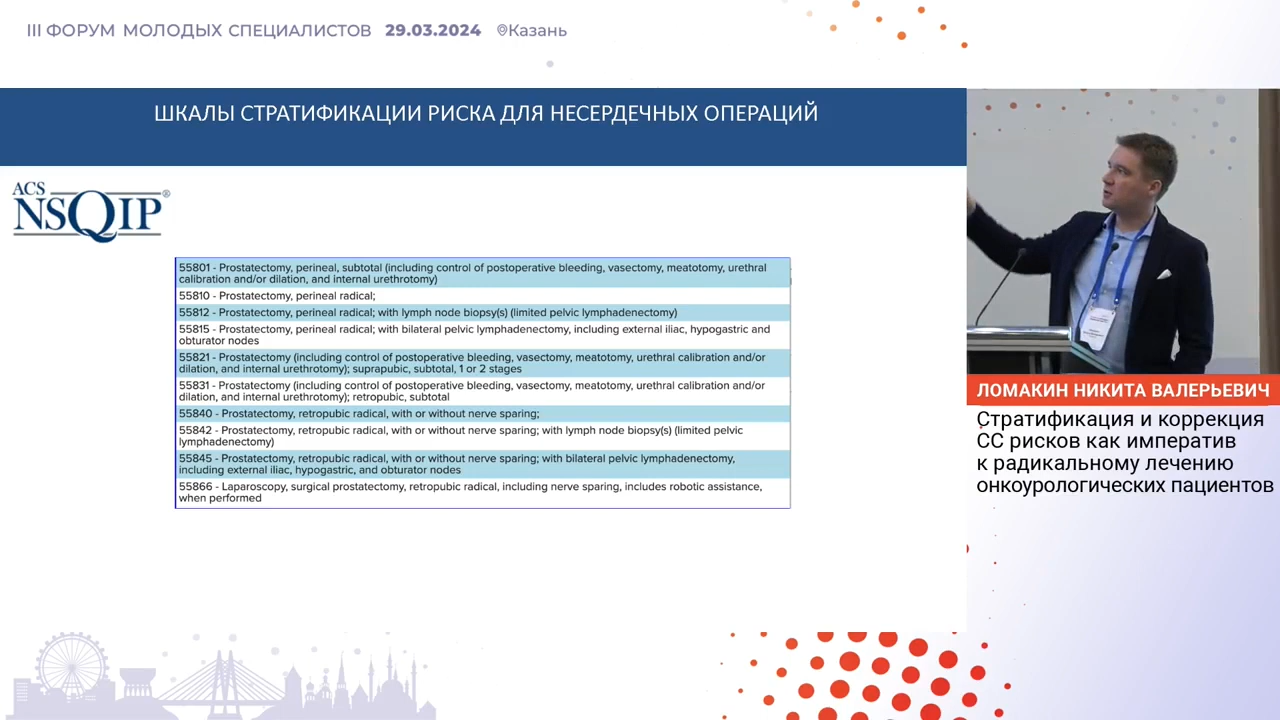 III ФОРУМ МОЛОДЫХ СПЕЦИАЛИСТОВ 29.03.2024 Казань
ШКАЛЫ СТРАТИФИКАЦИИ РИСКА ДЛЯ НЕСЕРДЕЧНЫХ ОПЕРАЦИЙ
ACS
NSQIP®
55801 - Prostatectomy, perineal, subtotal (including control of postoperative bleeding, vasectomy, meatotomy, urethral
calibration and/or dilation, and internal urethrotomy)
55810 - Prostatectomy, perineal radical;
55812 - Prostatectomy, perineal radical; with lymph node biopsy(s) (limited pelvic lymphadenectomy)
55815 - Prostatectomy, perineal radical; with bilateral pelvic lymphadenectomy, including external iliac, hypogastric and
obturator nodes
55821 - Prostatectomy (including control of postoperative bleeding, vasectomy, meatotomy, urethral calibration and/or
dilation, and internal urethrotomy); suprapubic, subtotal, 1 or 2 stages
55831 - Prostatectomy (including control of postoperative bleeding, vasectomy, meatotomy, urethral calibration and/or
dilation, and internal urethrotomy); retropubic, subtotal
55840 - Prostatectomy, retropubic radical, with or without nerve sparing;
55842 - Prostatectomy, retropubic radical, with or without nerve sparing; with lymph node biopsy(s) (limited pelvic
lymphadenectomy)
55845 - Prostatectomy, retropubic radical, with or without nerve sparing; with bilateral pelvic lymphadenectomy,
including external iliac, hypogastric, and obturator nodes
55866 - Laparoscopy, surgical prostatectomy, retropubic radical, including nerve sparing, includes robotic assistance,
when performed
ЛОМАКИН НИКИТА ВАЛЕРЬЕВИЧ
Стратификация и коррекция
СС рисков как императив
к радикальному лечению
онкоурологических пациентов